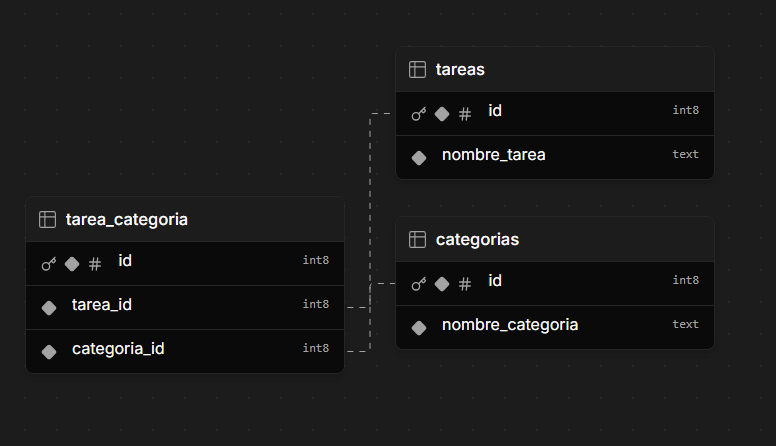 tareas
id int8
nombre_tarea text
tarea_categoria
id int8
tarea_id int8
categoria_id int8
categorias
id int8
nombre_categoria text